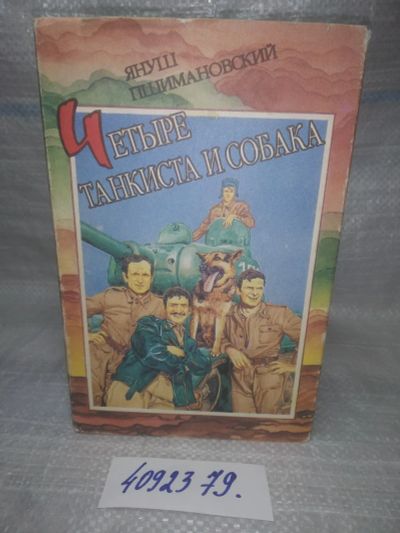 ЯНУШ
ПШИМАНОВСКИЙ
ЧЕТЫРЕ
ТАНКИСТА И СОБАКА
40923 79.